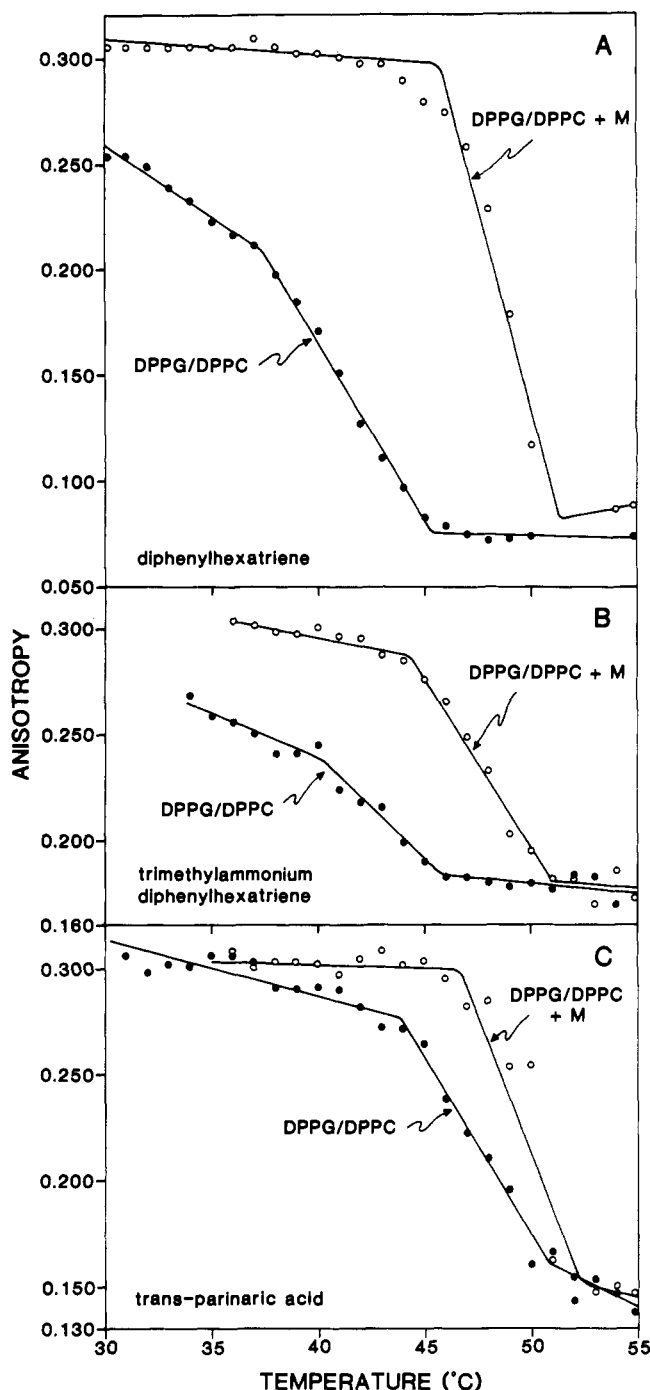 A
0.300
DPPG/DPPC + M
0.250
0.200
DPPG/DPPC
0.150
0.100
diphenylhexatriene
0.050
B
0.300
DPPG/DPPC + M
ANISOTROPY
0.250
DPPG/DPPC
0.200
trimethylammonium
diphenylhexatriene
0.160
C
0.300
DPPG/DPPC
+ M
0.250
DPPG/DPPC
0.200
0.150
trans-parinaric acid
0.130
30 35 40 45 50 55
TEMPERATURE (°C)